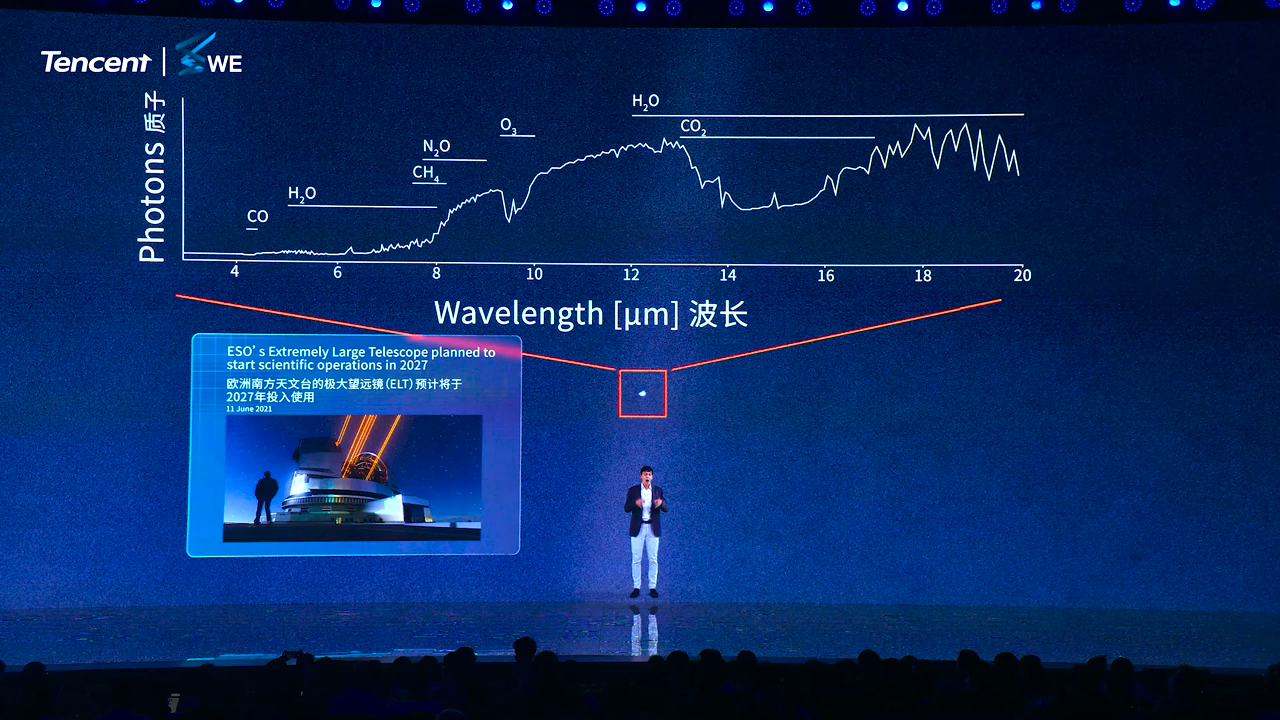 Tencent | WE
Photons 质子
H₂O
O₃
CO₂
N₂O
CH₄
H₂O
CO
4 6 8 10 12 14 16 18 20
Wavelength [μm] 波长
ESO’s Extremely Large Telescope planned to
start scientific operations in 2027
欧洲南方天文台的极大望远镜(ELT)预计将于
2027年投入使用
11 June 2021